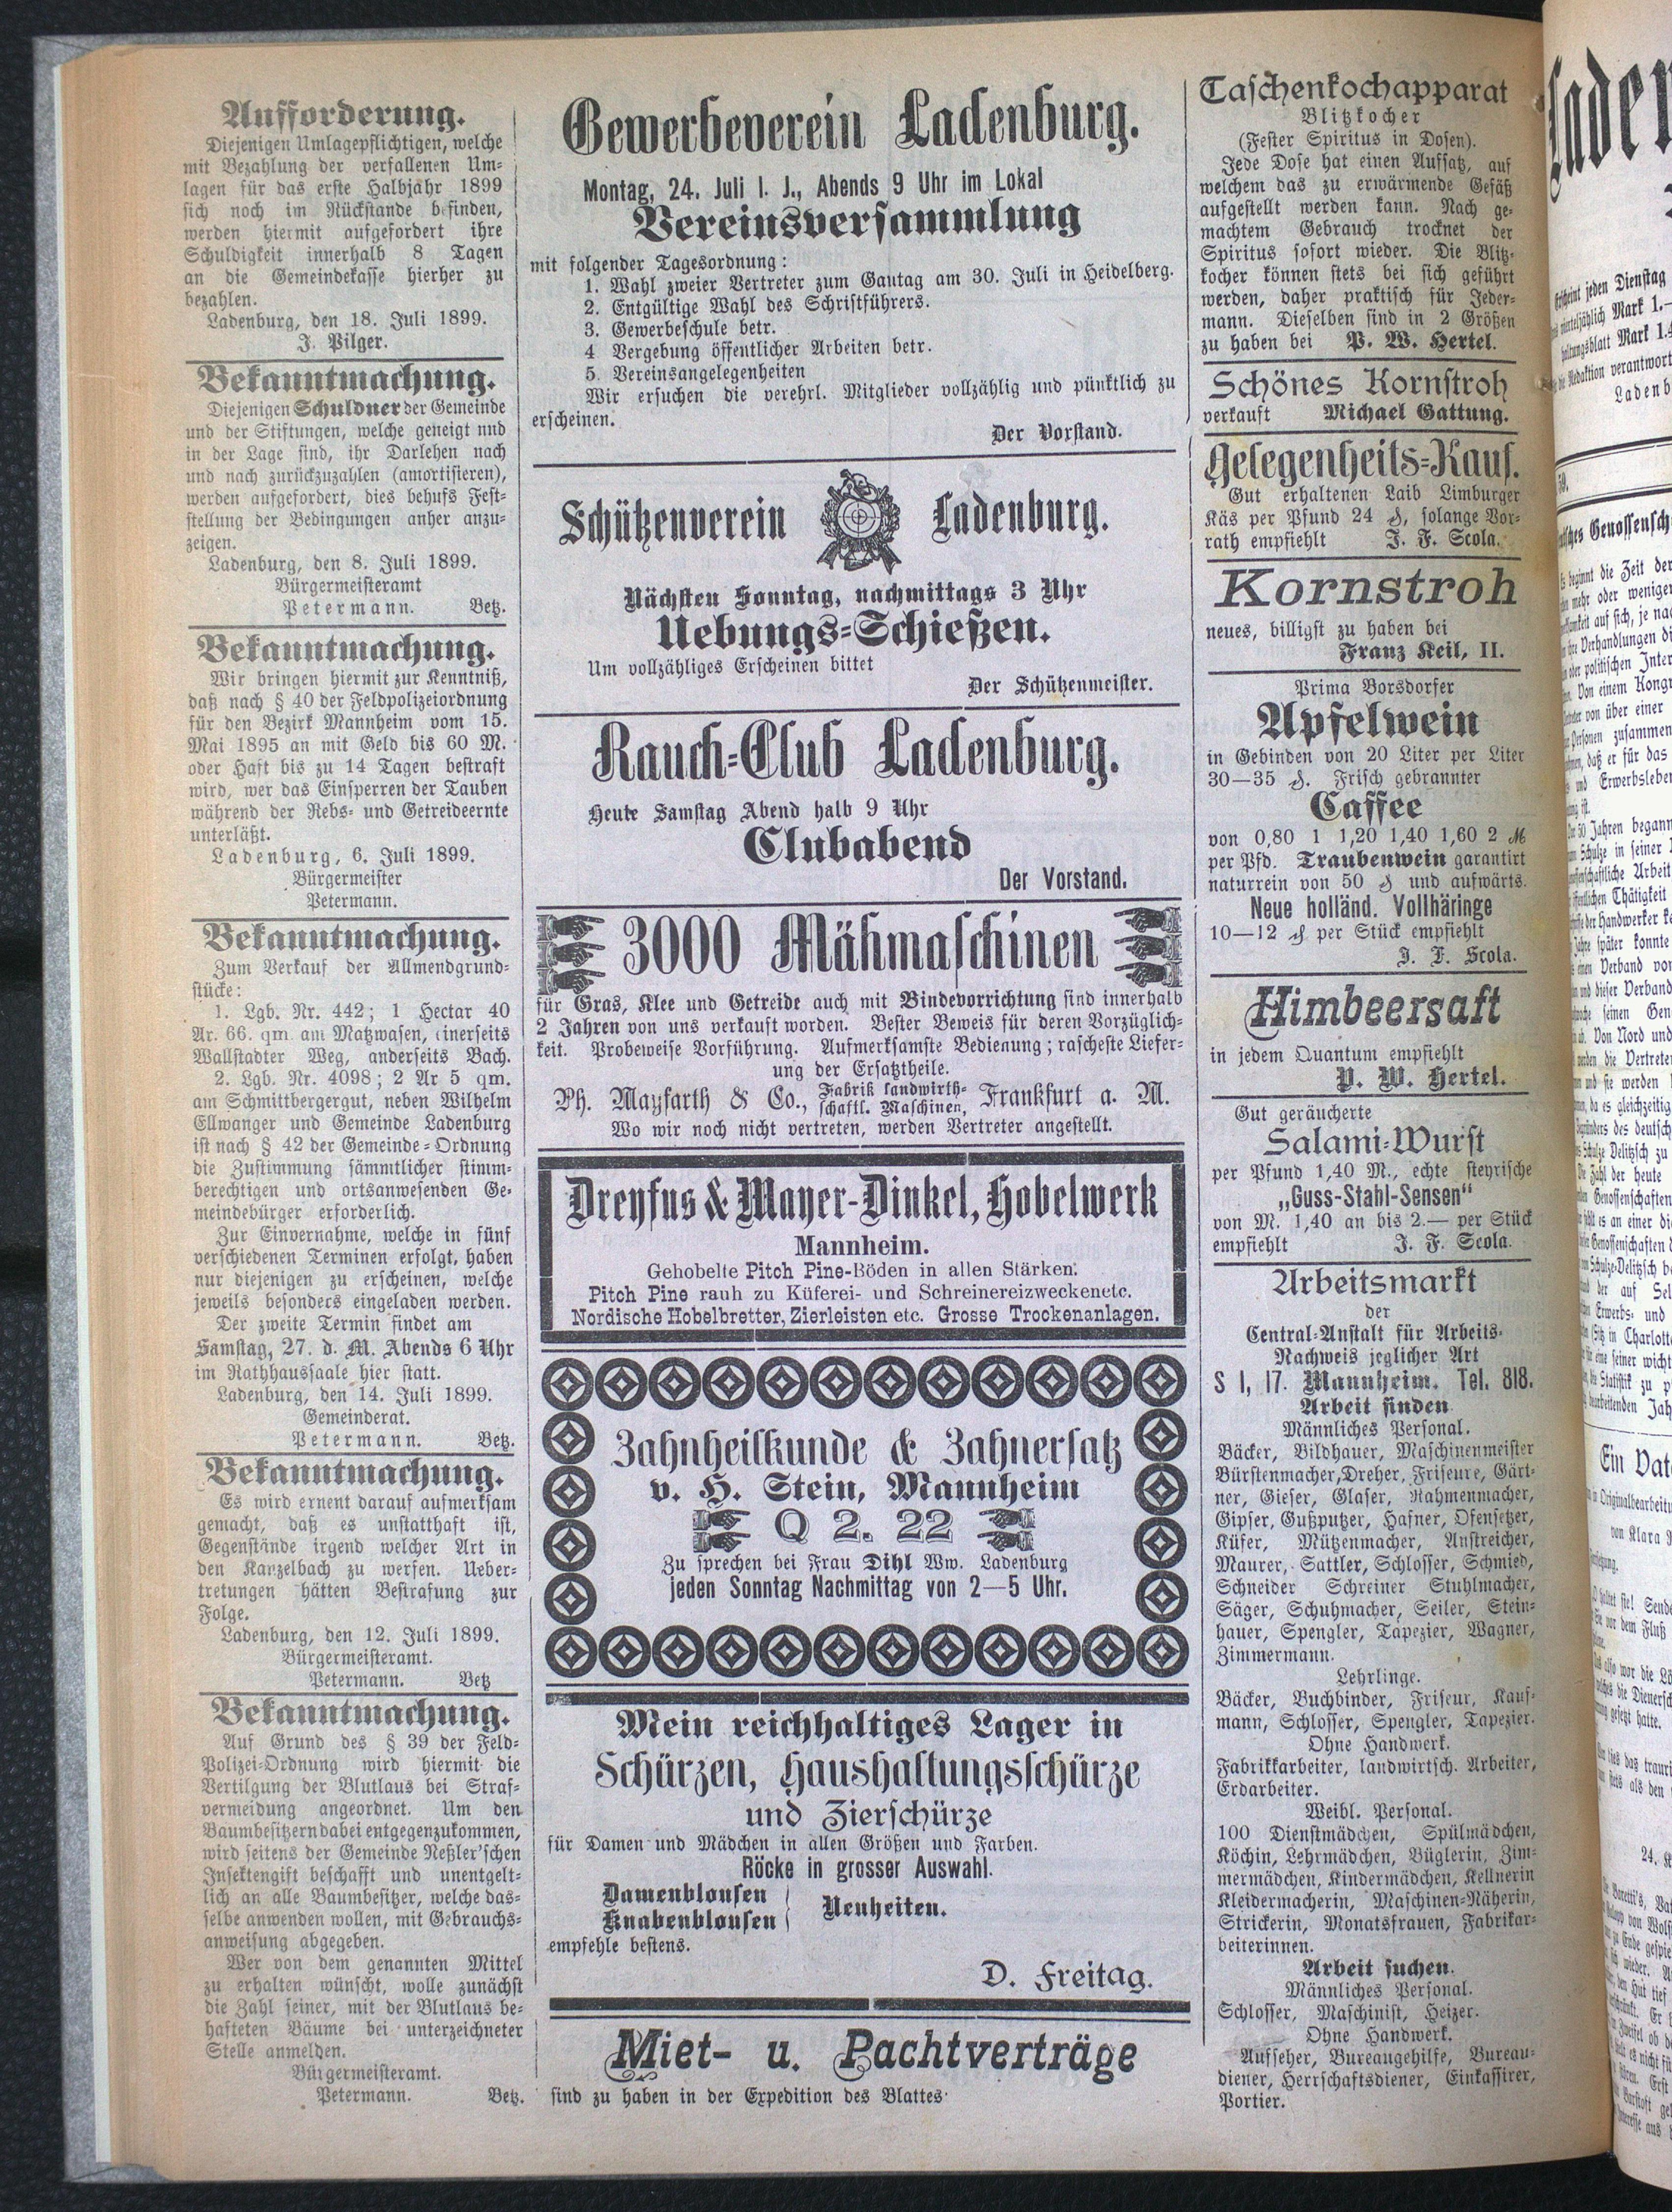 Aufforderung.
Diejenigen Umlagepflichtigen, welche
mit Bezahlung der verfallenen Um-
lagen für das erste Halbjahr 1899
sich noch im Rückstande befinden,
werden hiermit aufgefordert ihre
Schuldigkeit innerhalb 8 Tagen
an die Gemeindekasse hierher zu
bezahlen.
Ladenburg, den 18. Juli 1899.
J. Pilger.
Bekanntmachung.
Diejenigen Schuldner der Gemeinde
und der Stiftungen, welche geneigt nnd
in der Lage sind, ihr Darlehen nach
und nach zurückzuzahlen (amortisieren),
werden aufgefordert, dies behufs Fest-
stellung der Bedingungen anher anzu-
zeigen.
Ladenburg, den 8. Juli 1899.
Bürgermeisteramt
Petermann. Betz.
Bekanntmachung.
Wir bringen hiermit zur Kenntniß,
daß nach § 40 der Feldpolizeiordnung
für den Bezirk Mannheim vom 15.
Mai 1895 an mit Geld bis 60 M.
oder Haft bis zu 14 Tagen bestraft
wird, wer das Einsperren der Tauben
während der Rebs- und Getreideernte
unterläßt.
Ladenburg, 6. Juli 1899.
Bürgermeister
Petermann.
Bekanntmachung.
Zum Verkauf der Allmendgrund-
stücke:
1. Lgb. Nr. 442; 1 Hectar 40
Ar. 66. qm am Matzwasen, einerseits
Wallstadter Weg, anderseits Bach.
2. Lgb. Nr. 4098; 2 Ar 5 qm.
am Schmittbergergut, neben Wilhelm
Ellwanger und Gemeinde Ladenburg
ist nach § 42 der Gemeinde-Ordnung
die Zustimmung sämmtlicher stimm-
berechtigen und ortsanwesenden Ge-
meindebürger erforderlich.
Zur Einvernahme, welche in fünf
verschiedenen Terminen erfolgt, haben
nur diejenigen zu erscheinen, welche
jeweils besonders eingeladen werden.
Der zweite Termin findet am
Samstag, 27. d. M. Abends 6 Uhr
im Rathhaussaale hier statt.
Ladenburg, den 14. Juli 1899.
Gemeinderat.
Petermann. Betz.
Bekanntmachung.
Es wird ernent darauf aufmerksam
gemacht, daß es unstatthaft ist,
Gegenstände irgend welcher Art in
den Kanzelbach zu werfen. Ueber-
tretungen hätten Bestrafung zur
Folge.
Ladenburg, den 12. Juli 1899.
Bürgermeisteramt.
Petermann. Betz
Bekanntmachung.
Auf Grund des § 39 der Feld-
Polizei-Ordnung wird hiermit die
Vertilgung der Blutlaus bei Straf-
vermeidung angeordnet. Um den
Baumbesitzern dabei entgegenzukommen,
wird seitens der Gemeinde Neßler'schen
Insektengift beschafft und unentgelt-
lich an alle Baumbesitzer, welche das-
selbe anwenden wollen, mit Gebrauchs-
anweisung abgegeben.
Wer von dem genannten Mittel
zu erhalten wünscht, wolle zunächst
die Zahl seiner, mit der Blutlaus be-
hafteten Bäume bei unterzeichneter
Stelle anmelden.
Bürgermeisteramt.
Petermann. Betz.
Gewerbeverein Ladenburg.
Montag, 24. Juli l. J., Abends 9 Uhr im Lokal
Vereinsversammlung
mit folgender Tagesordnung:
1. Wahl zweier Vertreter zum Gautag am 30. Juli in Heidelberg.
2. Entgültige Wahl des Schriftführers.
3. Gewerbeschule betr.
4 Vergebung öffentlicher Arbeiten betr.
5. Vereinsangelegenheiten
Wir ersuchen die verehrl. Mitglieder vollzählig und pünktlich zu
erscheinen.
Der Vorstand.
Schützenverein Ladenburg.
Nächsten Sonntag, nachmittags 3 Uhr
Uebungs-Schießen.
Um vollzähliges Erscheinen bittet
Der Schützenmeister.
Rauch-Club Ladenburg.
Heute Samstag Abend halb 9 Uhr
Clubabend
Der Vorstand.
3000 Mähmaschinen
für Gras, Klee und Getreide auch mit Bindevorrichtung sind innerhalb
2 Jahren von uns verkauft worden. Bester Beweis für deren Vorzüglich-
keit. Probeweise Vorführung. Aufmerksamste Bedienung; rascheste Liefer-
ung der Ersatztheile.
Ph. Mayfarth & Co., Fabrik landwirth-
schaftl. Maschinen, Frankfurt a. M.
Wo wir noch nicht vertreten, werden Vertreter angestellt.
Dreyfus & Mayer-Dinkel, Hobelwerk
Mannheim.
Gehobelte Pitch Pine-Böden in allen Stärken.
Pitch Pine rauh zu Küferei- und Schreinereizwecken etc.
Nordische Hobelbretter, Zierleisten etc. Grosse Trockenanlagen.
Zahnheilkunde & Zahnersatz
v. H. Stein, Mannheim
Q 2. 22
Zu sprechen bei Frau Dihl Ww. Ladenburg
jeden Sonntag Nachmittag von 2—5 Uhr.
Mein reichhaltiges Lager in
Schürzen, Haushaltungsschürze
und Zierschürze
für Damen und Mädchen in allen Größen und Farben.
Röcke in grosser Auswahl.
Damenblousen
Knabenblousen } Neuheiten.
empfehle bestens.
D. Freitag.
Miet- u. Pachtverträge
sind zu haben in der Expedition des Blattes
Taschenkochapparat
Blitzkocher
(Fester Spiritus in Dosen).
Jede Dose hat einen Aufsatz, auf
welchem das zu erwärmende Gefäß
aufgestellt werden kann. Nach ge-
machtem Gebrauch trocknet der
Spiritus sofort wieder. Die Blitz-
kocher können stets bei sich geführt
werden, daher praktisch für Jeder-
mann. Dieselben sind in 2 Größen
zu haben bei P. W. Hertel.
Schönes Kornstroh
verkauft Michael Gattung.
Gelegenheits-Kauf.
Gut erhaltenen Laib Limburger
Käs per Pfund 24 ₰, solange Vor-
rath empfiehlt J. F. Scola.
Kornstroh
neues, billigst zu haben bei
Franz Keil, II.
Prima Borsdorfer
Apfelwein
in Gebinden von 20 Liter per Liter
30—35 ₰. Frisch gebrannter
Caffee
von 0,80 1 1,20 1,40 1,60 2 M
per Pfd. Traubenwein garantirt
naturrein von 50 ₰ und aufwärts.
Neue holländ. Vollhäringe
10—12 ₰ per Stück empfiehlt
J. F. Scola.
Himbeersaft
in jedem Quantum empfiehlt
P. W. Hertel.
Gut geräucherte
Salami-Wurst
per Pfund 1,40 M., echte steyrische
„Guss-Stahl-Sensen“
von M. 1,40 an bis 2.— per Stück
empfiehlt J. F. Scola.
Arbeitsmarkt
der
Central-Anstalt für Arbeits-
Nachweis jeglicher Art
S 1, 17. Mannheim. Tel. 818.
Arbeit finden
Männliches Personal.
Bäcker, Bildhauer, Maschinenmeister
Bürstenmacher, Dreher, Friseure, Gärt-
ner, Gieser, Glaser, Rahmenmacher,
Gipser, Gußputzer, Hafner, Ofensetzer,
Küfer, Mützenmacher, Anstreicher,
Maurer, Sattler, Schlosser, Schmied,
Schneider Schreiner Stuhlmacher,
Säger, Schuhmacher, Seiler, Stein-
hauer, Spengler, Tapezier, Wagner,
Zimmermann.
Lehrlinge.
Bäcker, Buchbinder, Friseur, Kauf-
mann, Schlosser, Spengler, Tapezier.
Ohne Handwerk.
Fabrikkarbeiter, landwirtsch. Arbeiter,
Erdarbeiter.
Weibl. Personal.
100 Dienstmädchen, Spülmädchen,
Köchin, Lehrmädchen, Büglerin, Zim-
mermädchen, Kindermädchen, Kellnerin
Kleidermacherin, Maschinen-Näherin,
Strickerin, Monatsfrauen, Fabrikar-
beiterinnen.
Arbeit suchen.
Männliches Personal.
Schlosser, Maschinist, Heizer.
Ohne Handwerk.
Aufseher, Bureaugehilfe, Bureau-
diener, Herrschaftsdiener, Einkassirer,
Portier.